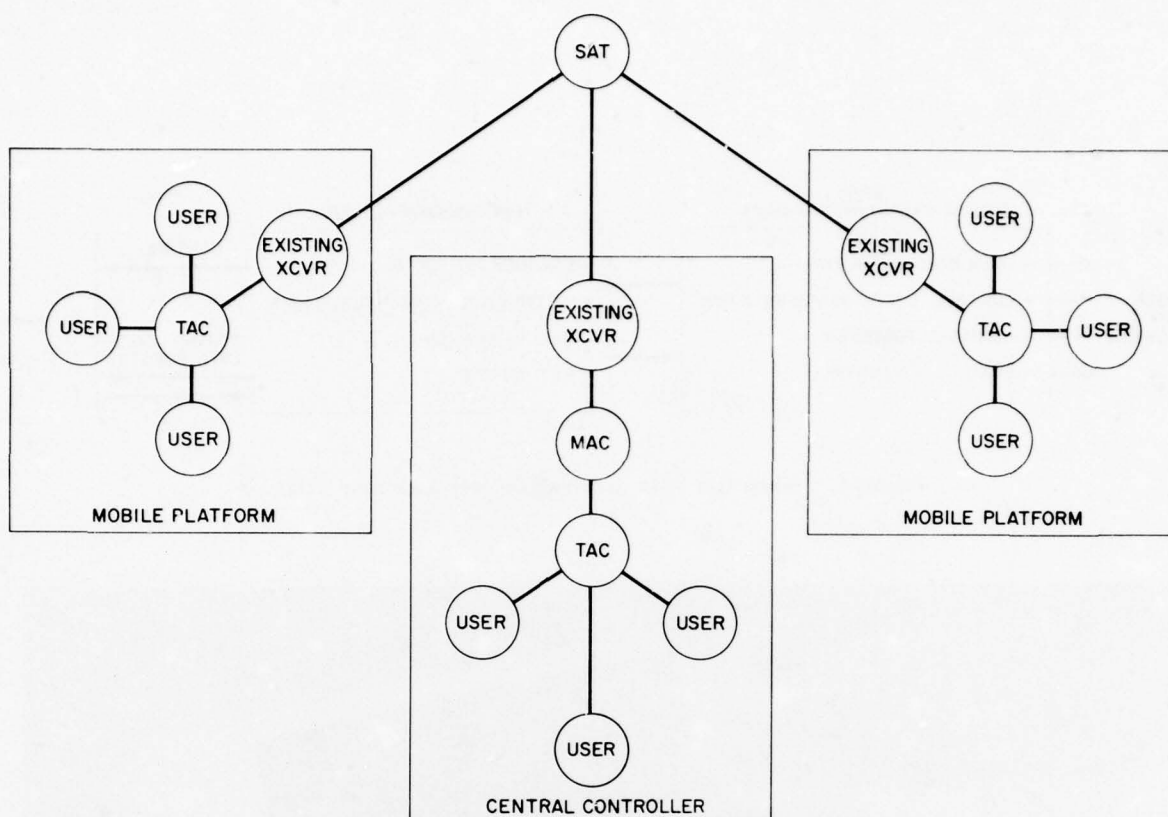 SAT
USER
EXISTING
XCVR
USER
TAC
USER
MOBILE PLATFORM
EXISTING
XCVR
MAC
TAC
USER
USER
USER
CENTRAL CONTROLLER
USER
EXISTING
XCVR
TAC
USER
USER
MOBILE PLATFORM